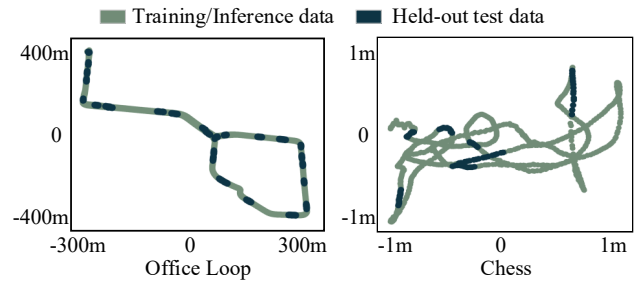 Training/Inference data Held-out test data
400m 1m
0 0
-400m -1m
-300m 0 300m -1m 0 1m
Office Loop Chess